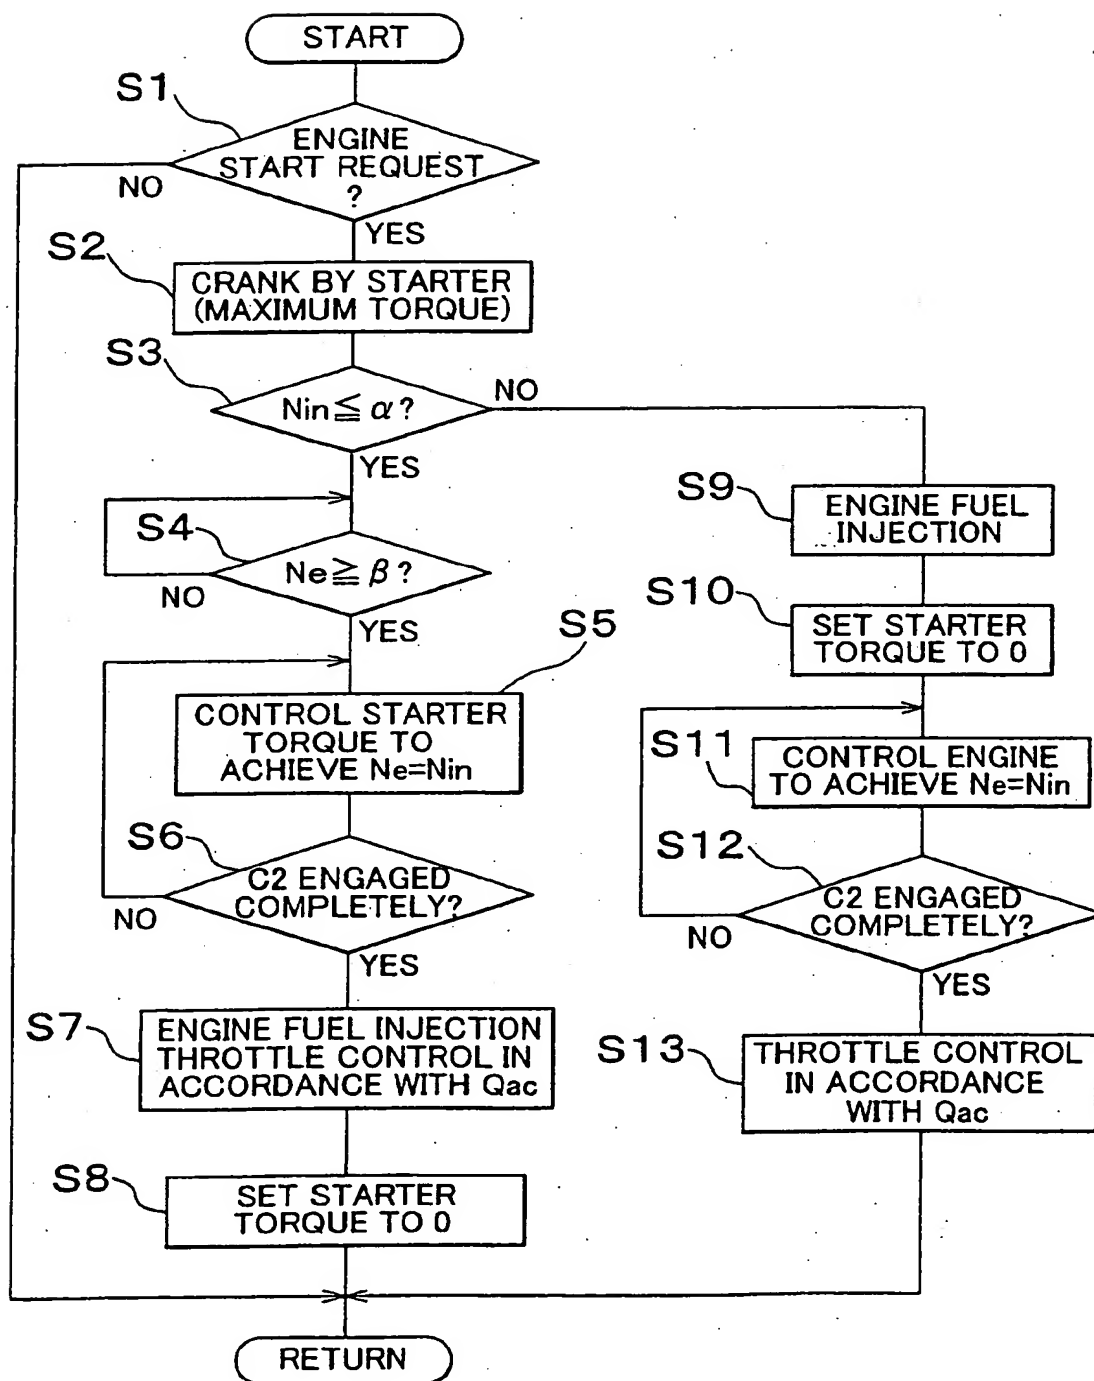 START
S1
ENGINE
START REQUEST
?
NO
YES
S2
CRANK BY STARTER
(MAXIMUM TORQUE)
S3
Nin≦α?
NO
YES
S4
Ne≧β?
NO
YES
S5
CONTROL STARTER
TORQUE TO
ACHIEVE Ne=Nin
S6
C2 ENGAGED
COMPLETELY?
NO
YES
S7
ENGINE FUEL INJECTION
THROTTLE CONTROL IN
ACCORDANCE WITH Qac
S8
SET STARTER
TORQUE TO 0
S9
ENGINE FUEL
INJECTION
S10
SET STARTER
TORQUE TO 0
S11
CONTROL ENGINE
TO ACHIEVE Ne=Nin
S12
C2 ENGAGED
COMPLETELY?
NO
YES
S13
THROTTLE CONTROL
IN ACCORDANCE
WITH Qac
RETURN